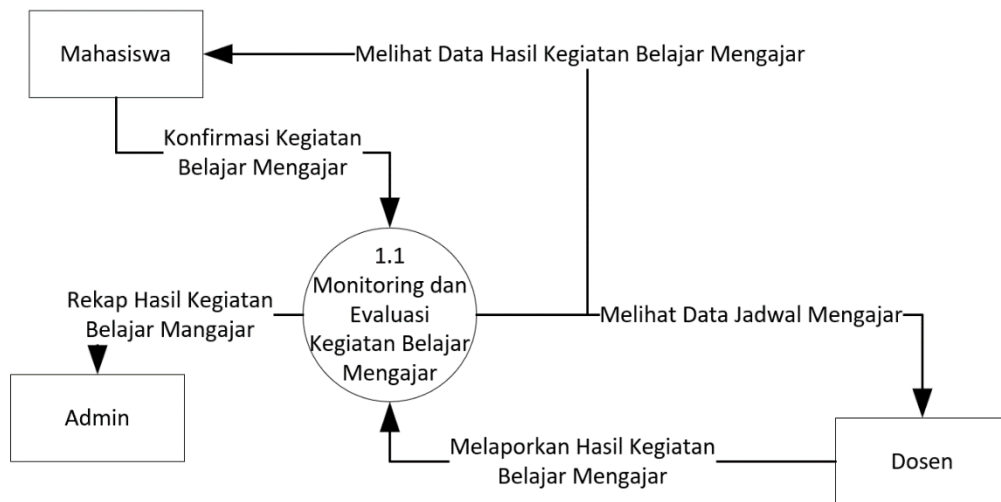 Mahasiswa
Melihat Data Hasil Kegiatan Belajar Mengajar
Konfirmasi Kegiatan
Belajar Mengajar
1.1
Monitoring dan
Evaluasi
Kegiatan Belajar
Mengajar
Rekap Hasil Kegiatan
Belajar Mangajar
Melihat Data Jadwal Mengajar
Admin
Melaporkan Hasil Kegiatan
Belajar Mengajar
Dosen